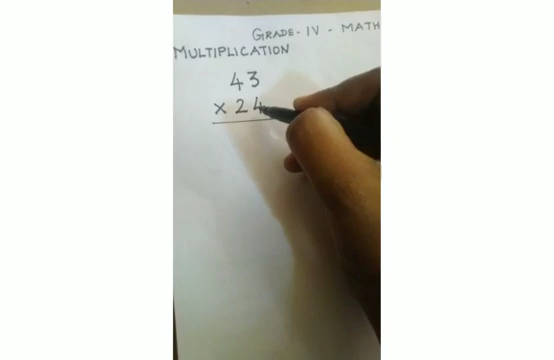 GRADE - IV - MATH
MULTIPLICATION
43
× 24